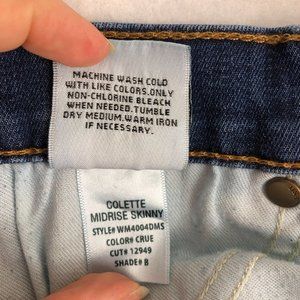 MACHINE WASH COLD
WITH LIKE COLORS.ONLY
NON-CHLORINE BLEACH
WHEN NEEDED.TUMBLE
DRY MEDIUM.WARM IRON
IF NECESSARY.
COLETTE
MIDRISE SKINNY
STYLE# WM4004DMS
COLOR# CRUE
CUT# 12949
SHADE# B